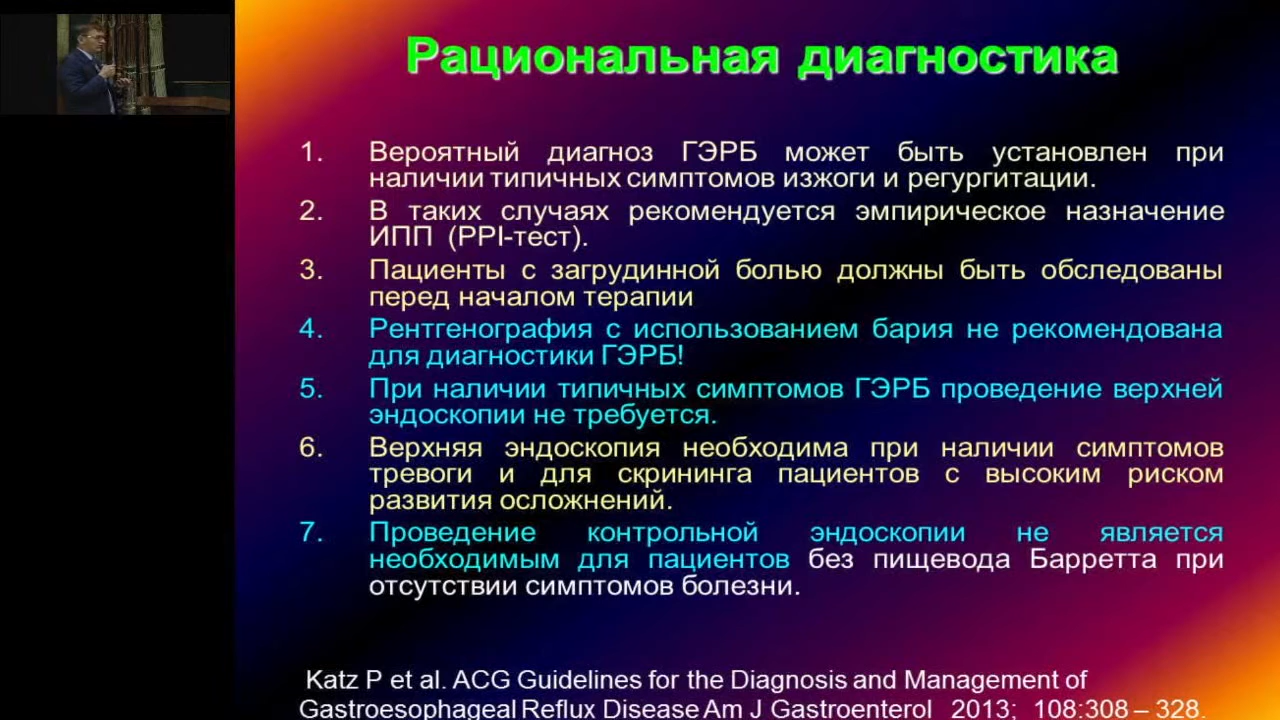 Рациональная диагностика
1. Вероятный диагноз ГЭРБ может быть установлен при
наличии типичных симптомов изжоги и регургитации.
2. В таких случаях рекомендуется эмпирическое назначение
ИПП (PPI-тест).
3. Пациенты с загрудинной болью должны быть обследованы
перед началом терапии
4. Рентгенография с использованием бария не рекомендована
для диагностики ГЭРБ!
5. При наличии типичных симптомов ГЭРБ проведение верхней
эндоскопии не требуется.
6. Верхняя эндоскопия необходима при наличии симптомов
тревоги и для скрининга пациентов с высоким риском
развития осложнений.
7. Проведение контрольной эндоскопии не является
необходимым для пациентов без пищевода Барретта при
отсутствии симптомов болезни.
Katz P et al. ACG Guidelines for the Diagnosis and Management of
Gastroesophageal Reflux Disease Am J Gastroenterol 2013; 108:308 – 328